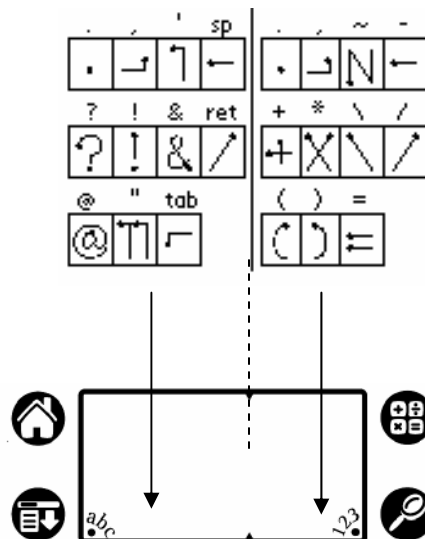 . , ' sp . , ~ -
? ! & ret + * \ /
@ " tab ( ) =
abc 123